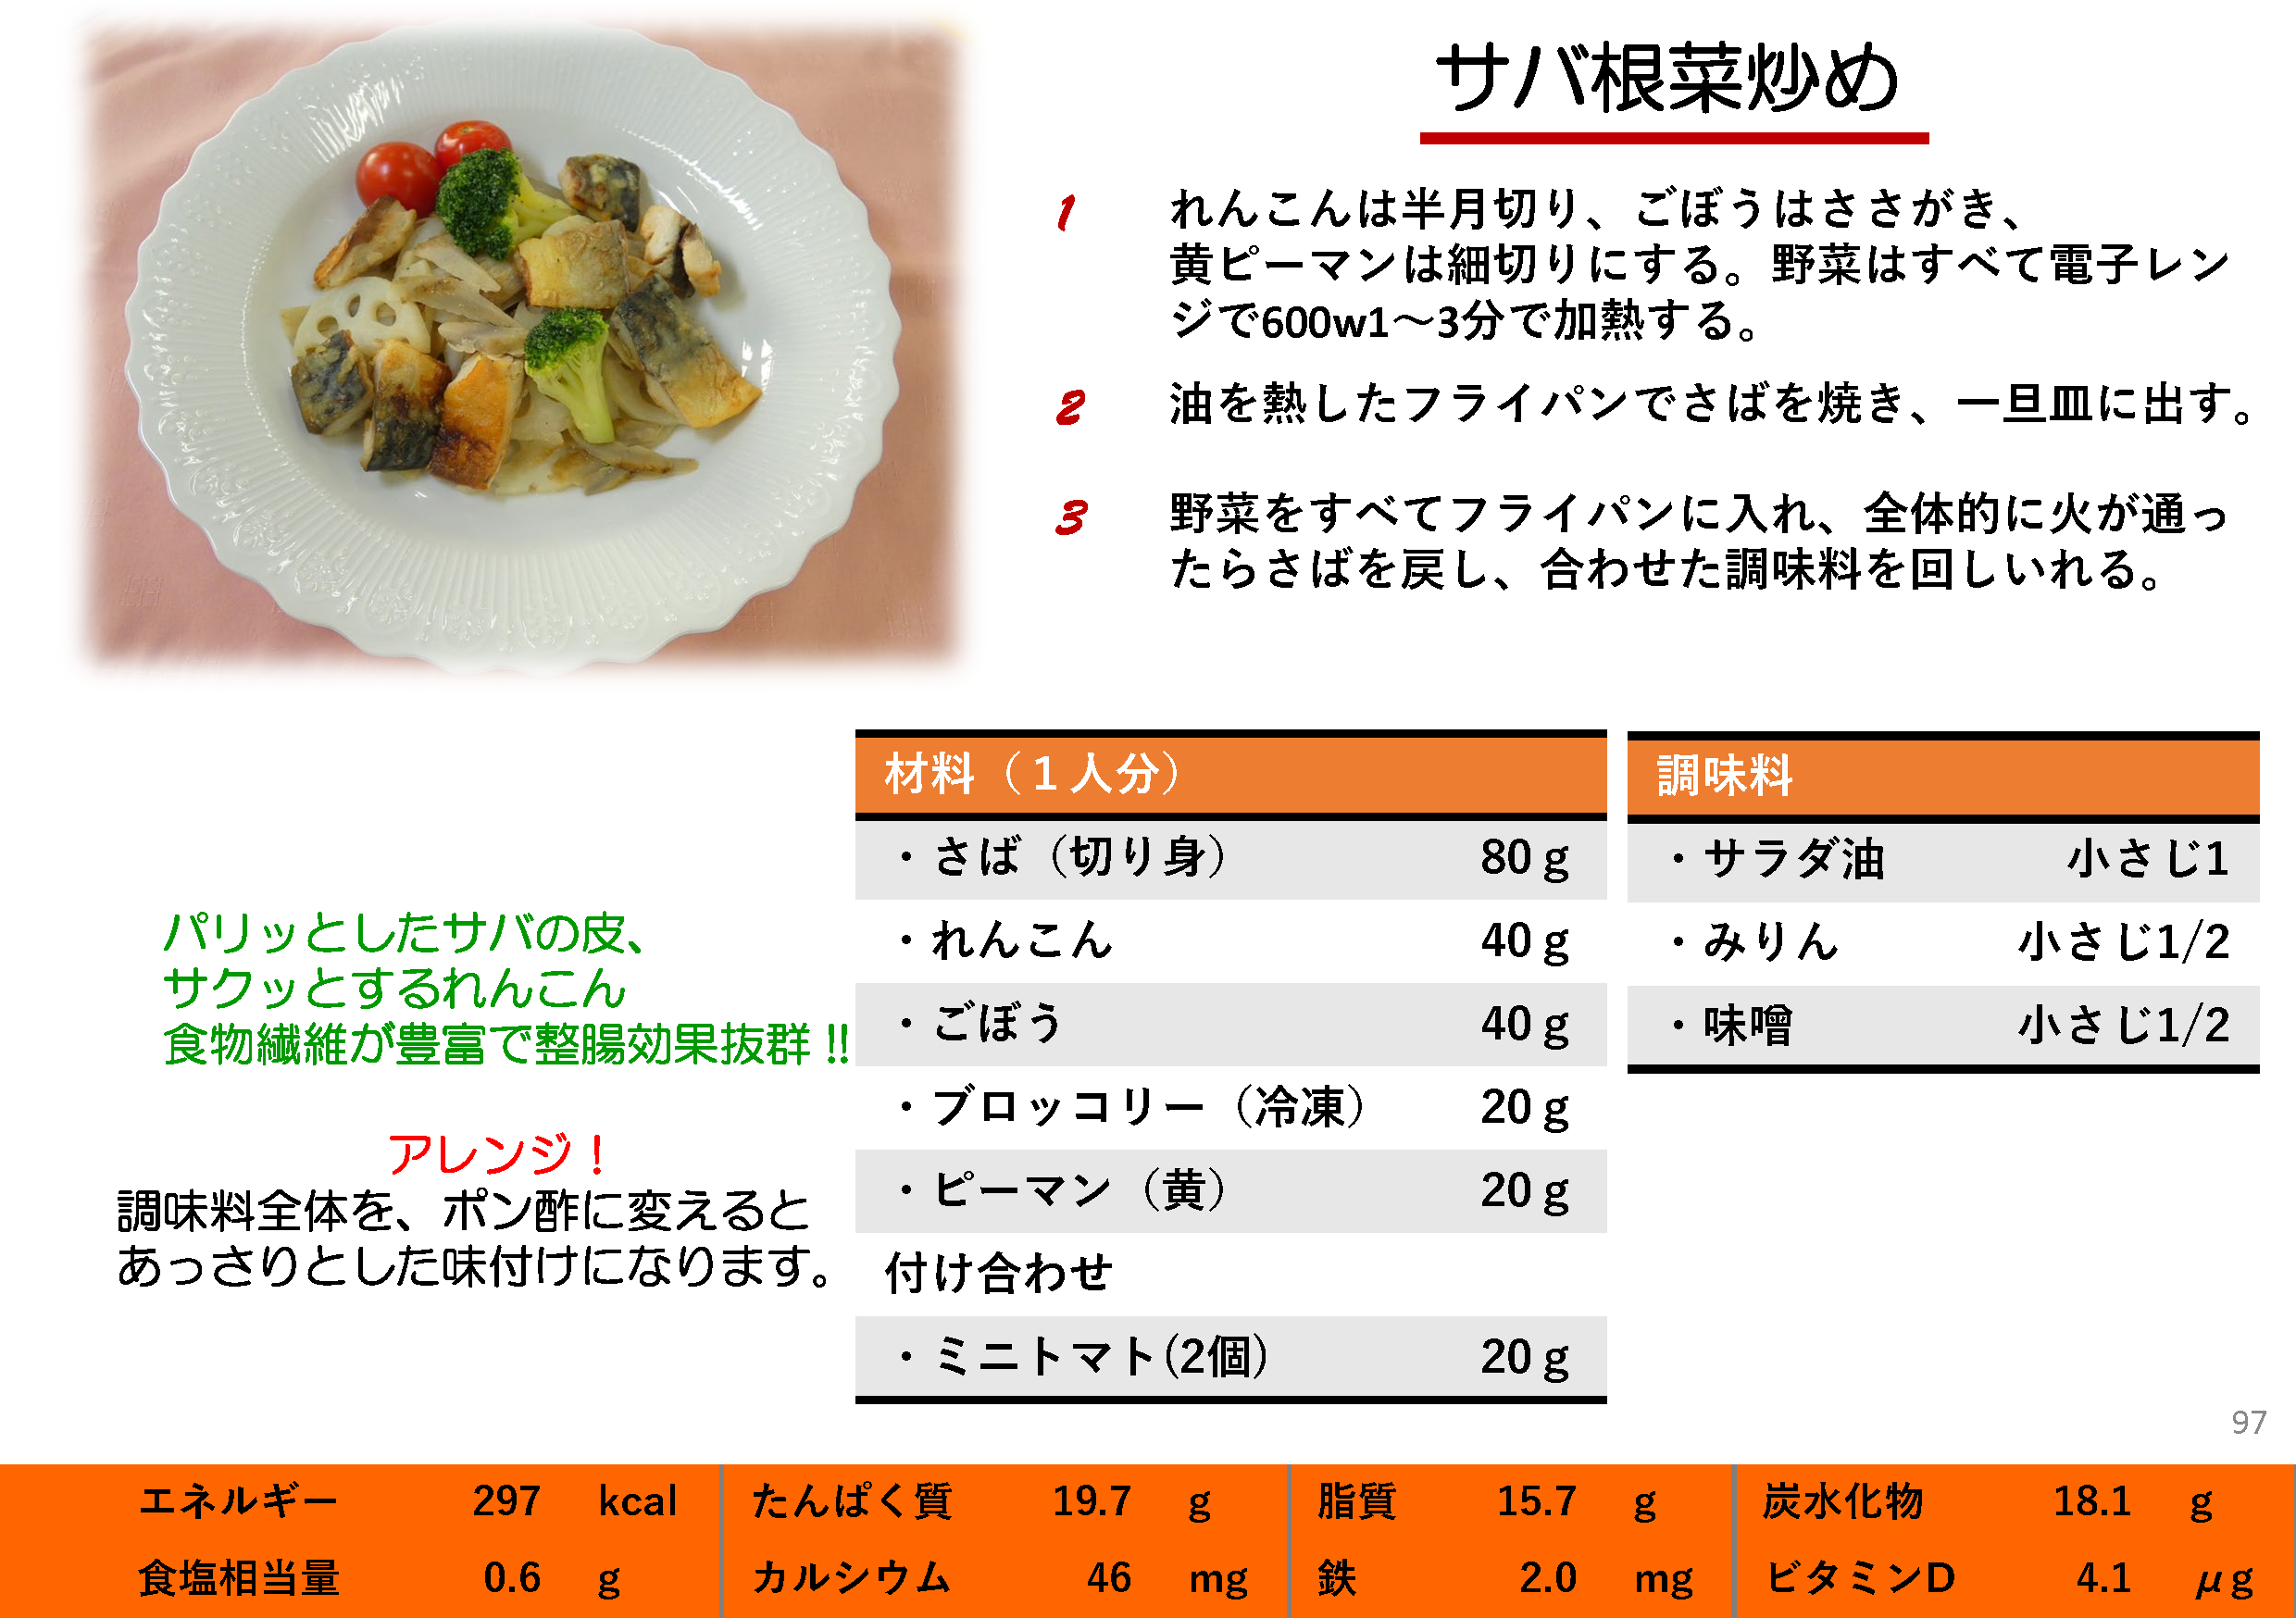 サバ根菜炒め
1 れんこんは半月切り、ごぼうはささがき、
黄ピーマンは細切りにする。野菜はすべて電子レン
ジで600w1～3分で加熱する。
2 油を熱したフライパンでさばを焼き、一旦皿に出す。
3 野菜をすべてフライパンに入れ、全体的に火が通っ
たらさばを戻し、合わせた調味料を回しいれる。
パリッとしたサバの皮、
サクッとするれんこん
食物繊維が豊富で整腸効果抜群‼
アレンジ！
調味料全体を、ポン酢に変えると
あっさりとした味付けになります。
材料（１人分）
・さば（切り身） 80 g
・れんこん 40 g
・ごぼう 40 g
・ブロッコリー（冷凍） 20 g
・ピーマン（黄） 20 g
付け合わせ
・ミニトマト(2個) 20 g
調味料
・サラダ油 小さじ1
・みりん 小さじ1/2
・味噌 小さじ1/2
97
エネルギー 297 kcal たんぱく質 19.7 g 脂質 15.7 g 炭水化物 18.1 g
食塩相当量 0.6 g カルシウム 46 mg 鉄 2.0 mg ビタミンD 4.1 μg